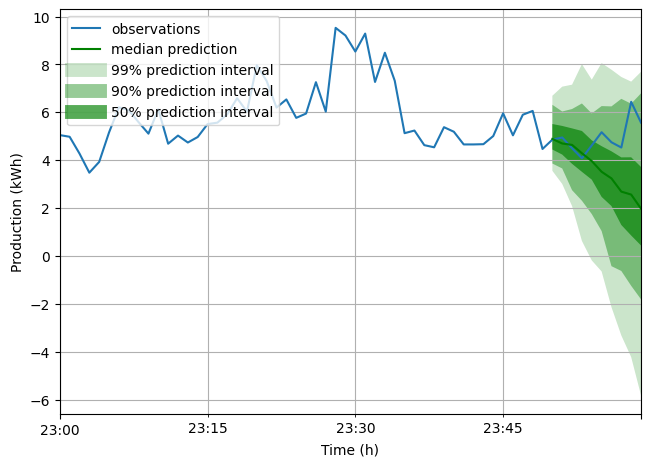 10
8
6
4
2
0
−2
−4
−6
Production (kWh)
observations
median prediction
99% prediction interval
90% prediction interval
50% prediction interval
23:00
23:15
23:30
23:45
Time (h)